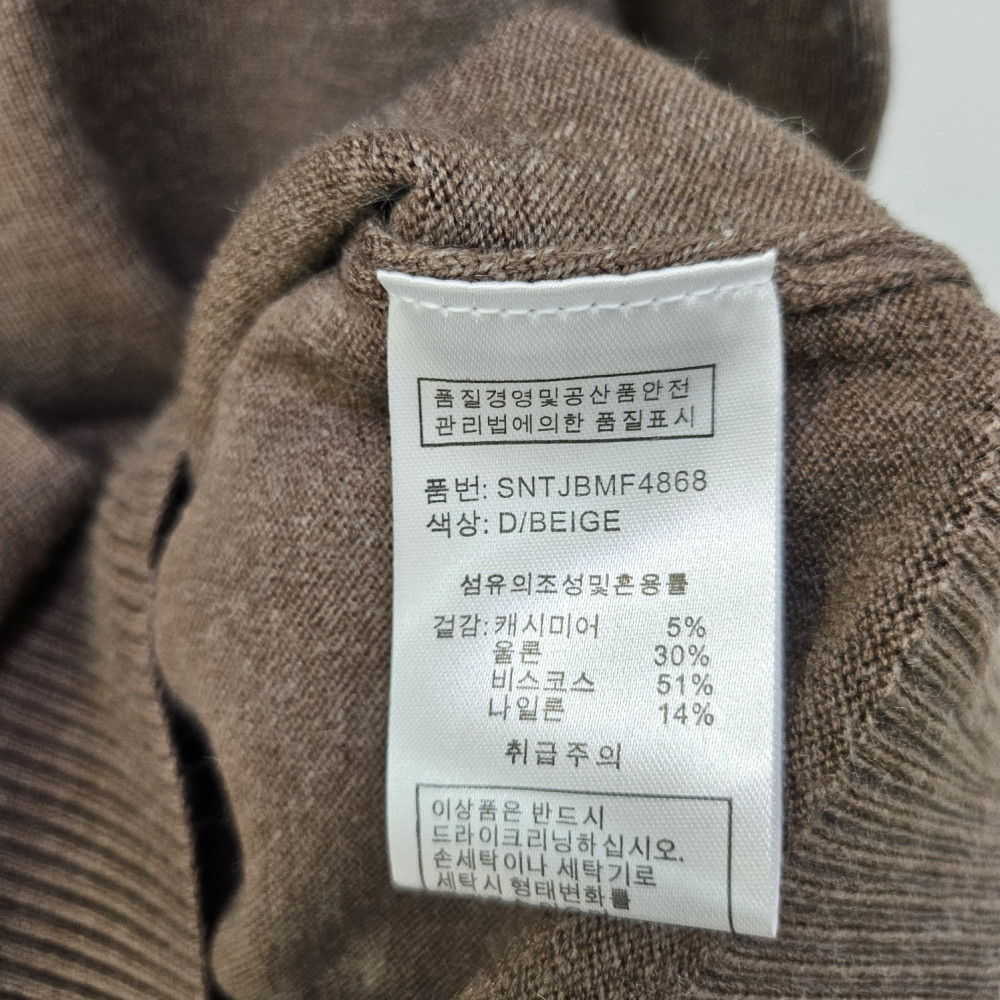 품질경영및공산품안전
관리법에의한 품질표시
품번: SNTJBMF4868
색상: D/BEIGE
섬유의조성및혼용률
겉감: 캐시미어 5%
울론 30%
비스코스 51%
나일론 14%
취급주의
이상품은 반드시
드라이크리닝하십시오.
손세탁이나 세탁기로
세탁시 형태변화를